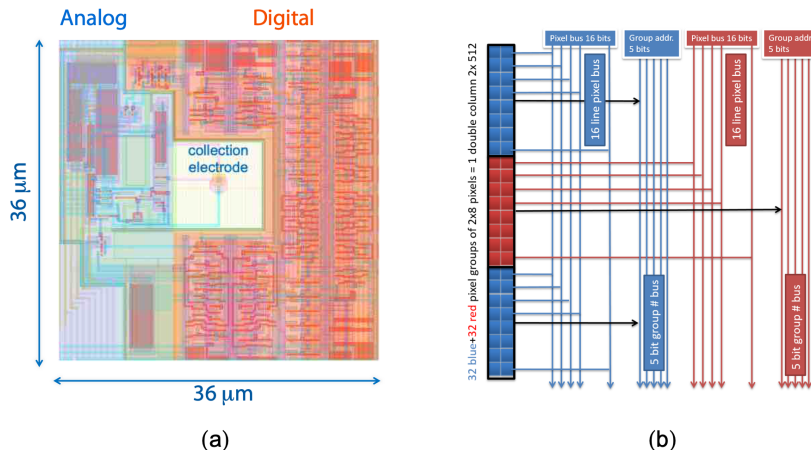 Analog
Digital
36 μm
collection
electrode
36 μm
(a)
Pixel bus 16 bits
Group addr.
5 bits
Pixel bus 16 bits
Group addr.
5 bits
16 line pixel bus
16 line pixel bus
32 blue+32 red pixel groups of 2x8 pixels = 1 double column 2x 512
5 bit group # bus
5 bit group # bus
(b)